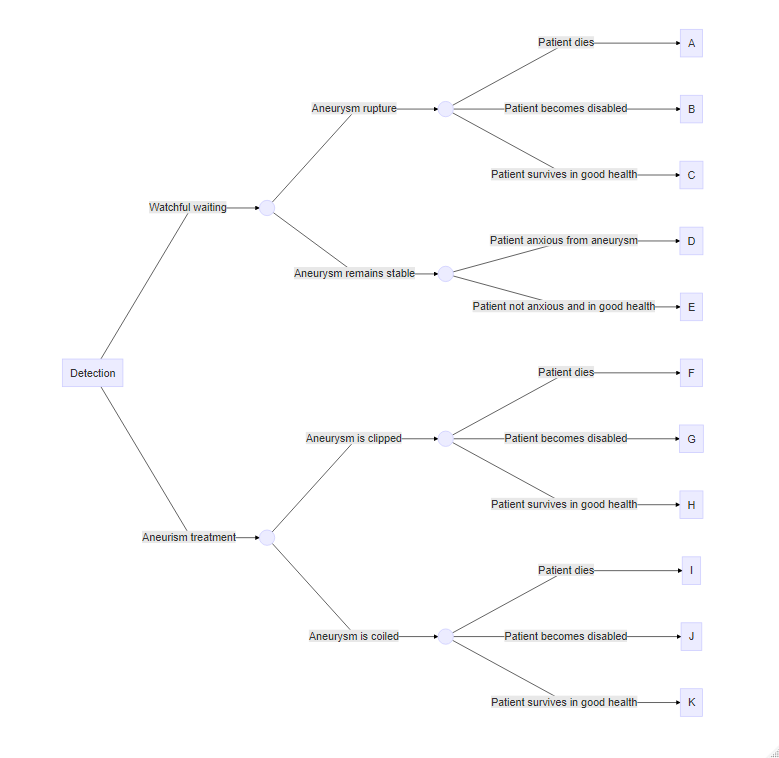 Patient dies
A
Aneurysm rupture
Patient becomes disabled
B
Patient survives in good health
C
Watchful waiting
Patient anxious from aneurysm
D
Aneurysm remains stable
Patient not anxious and in good health
E
Detection
Patient dies
F
Aneurysm is clipped
Patient becomes disabled
G
Patient survives in good health
H
Aneurism treatment
Patient dies
I
Aneurysm is coiled
Patient becomes disabled
J
Patient survives in good health
K